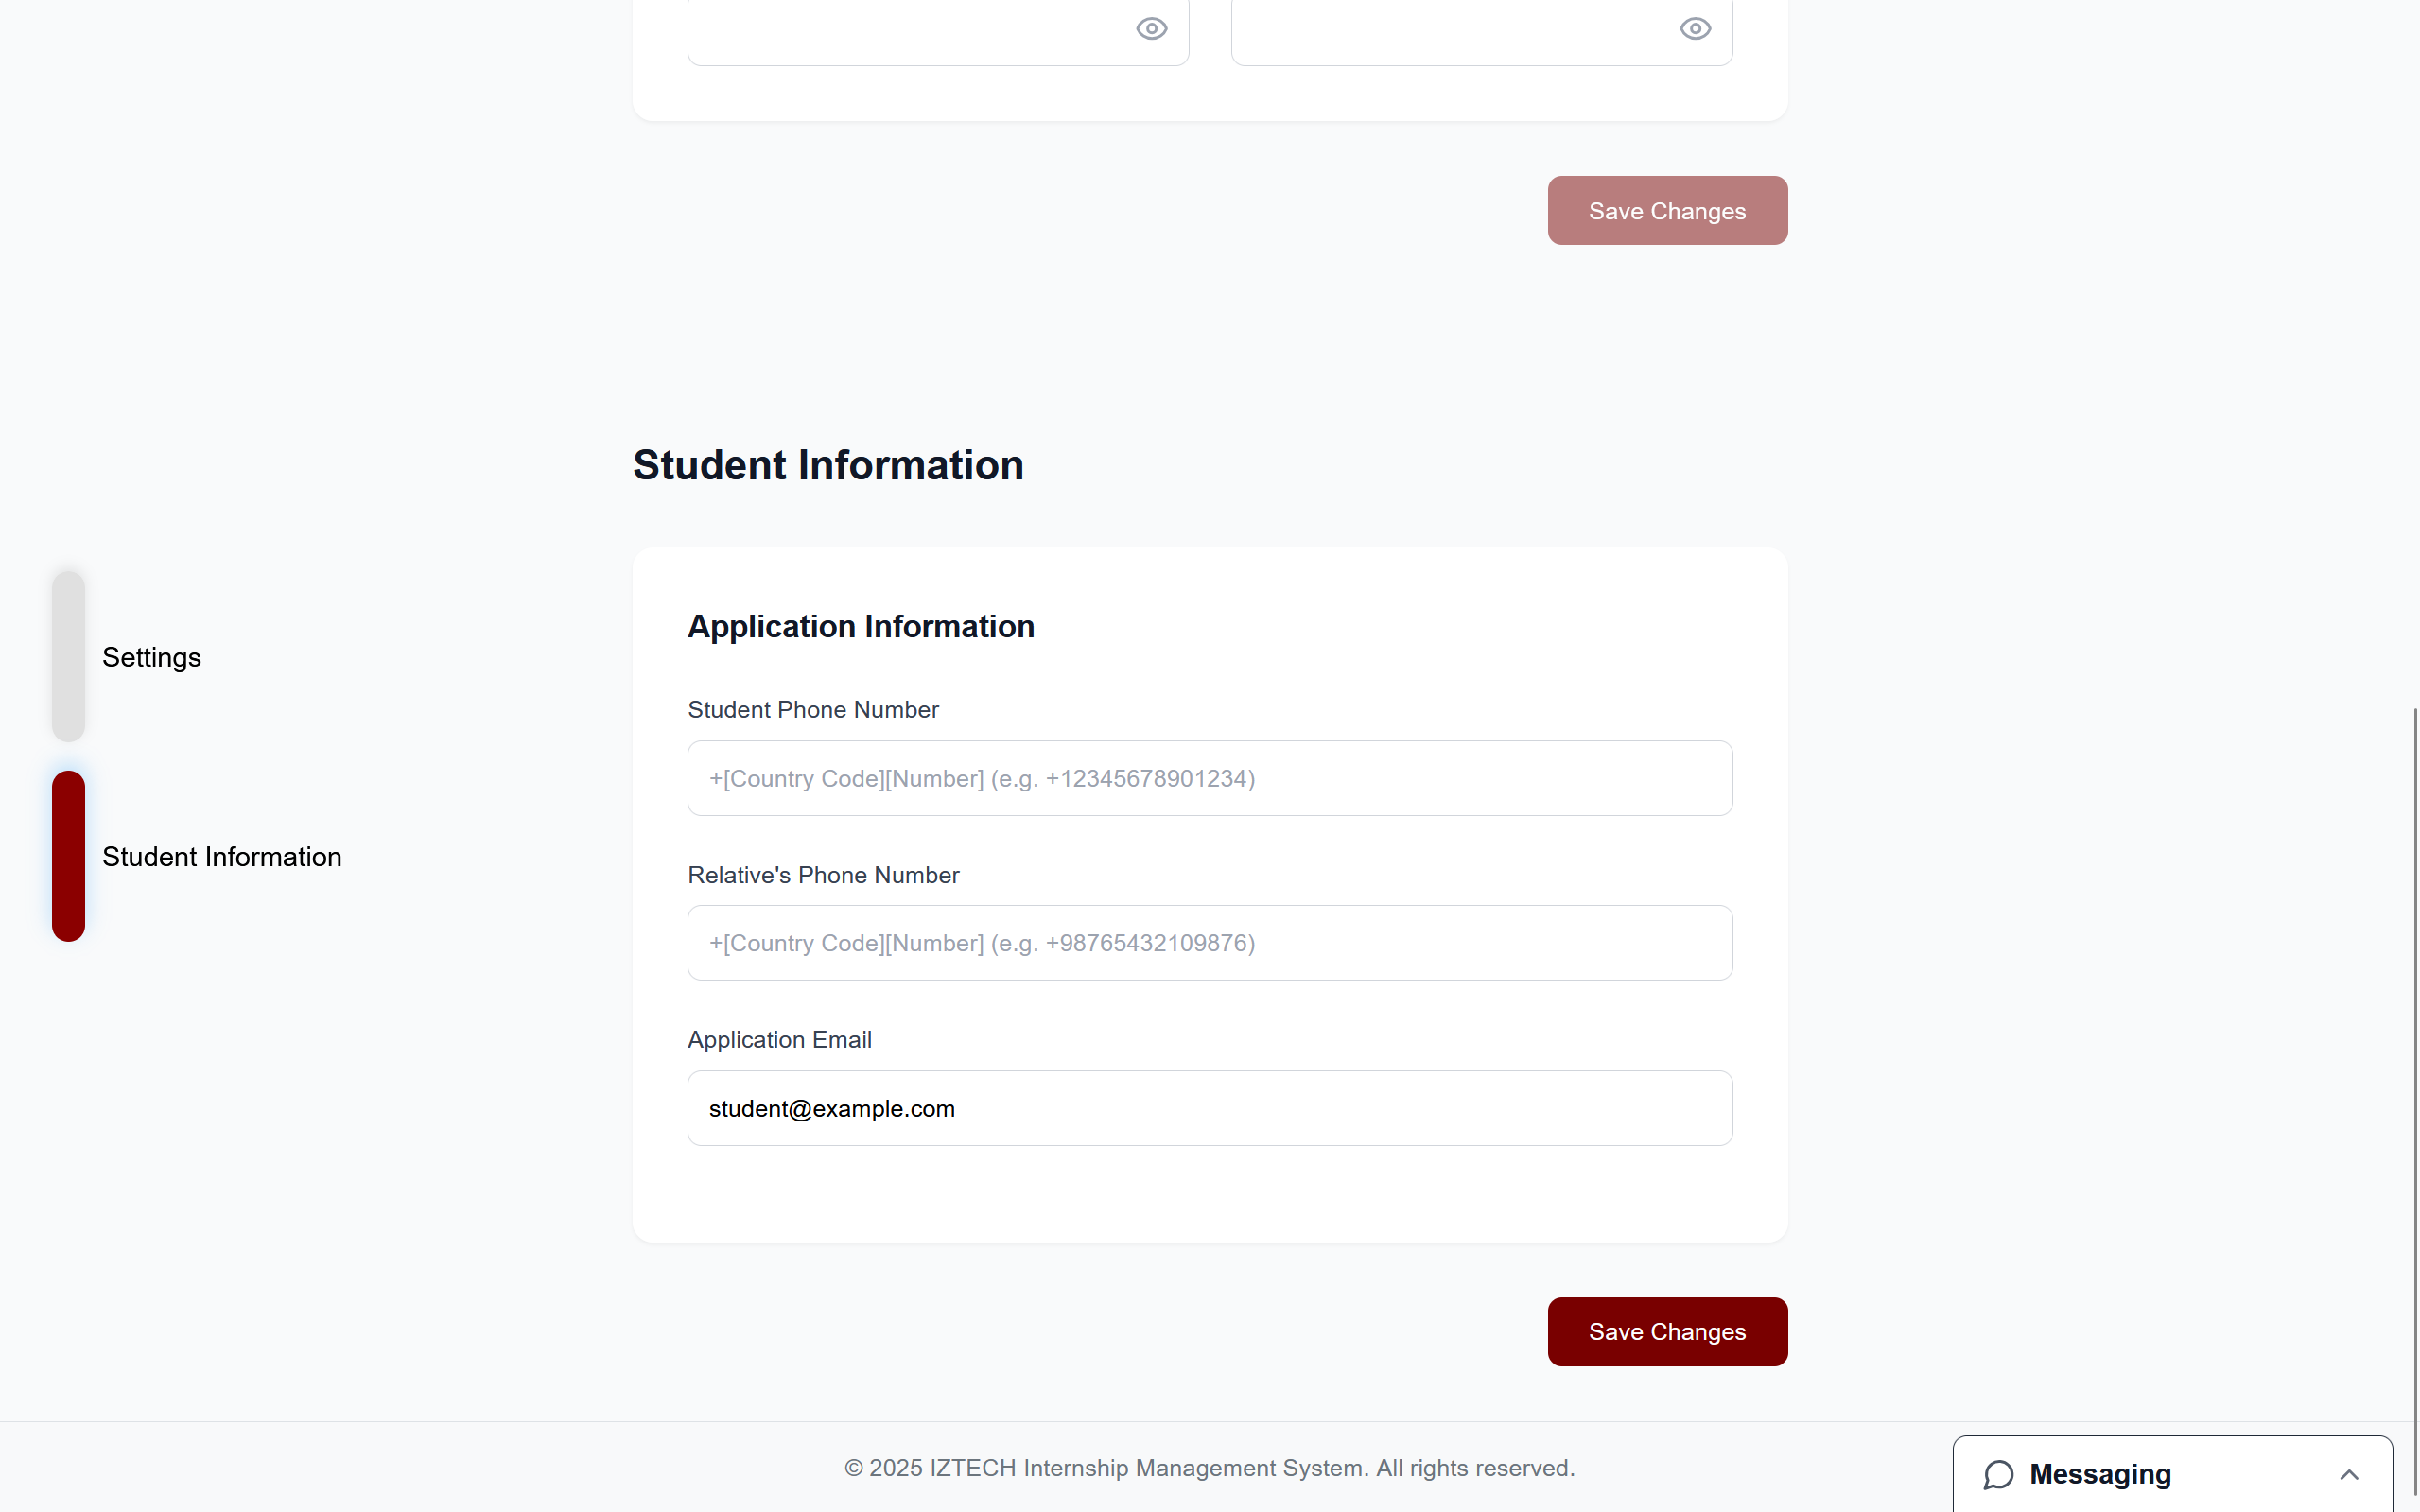 Save Changes
Student Information
Application Information
Settings
Student Phone Number
+[Country Code][Number] (e.g. +12345678901234)
Student Information
Relative's Phone Number
+[Country Code][Number] (e.g. +98765432109876)
Application Email
student@example.com
Save Changes
© 2025 IZTECH Internship Management System. All rights reserved.
Messaging